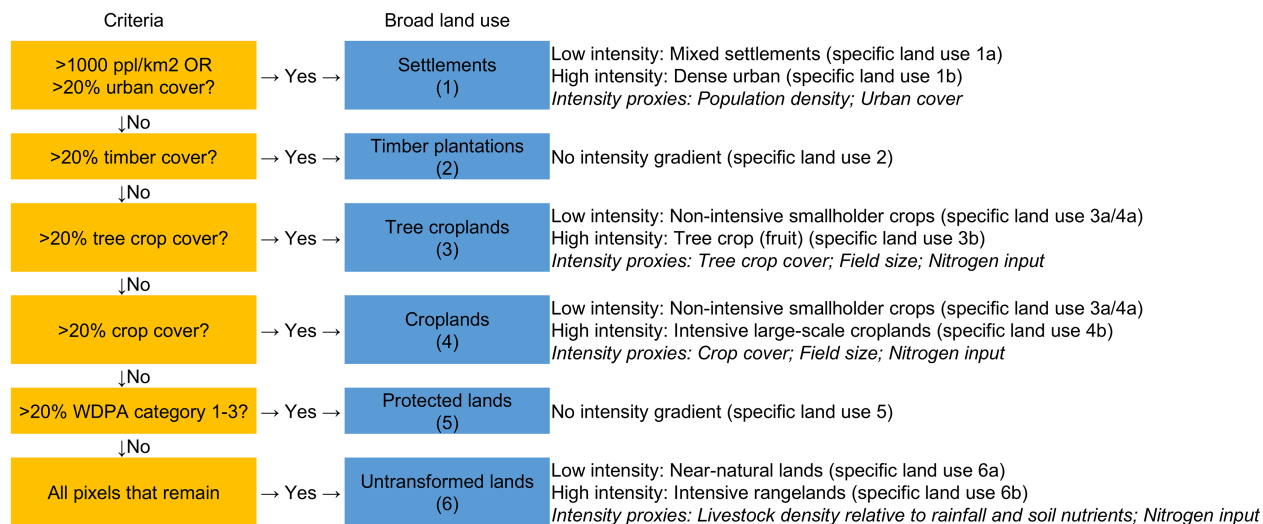 Criteria
Broad land use
>1000 ppl/km2 OR
>20% urban cover?
→ Yes →
Settlements
(1)
Low intensity: Mixed settlements (specific land use 1a)
High intensity: Dense urban (specific land use 1b)
Intensity proxies: Population density; Urban cover
↓No
>20% timber cover?
→ Yes →
Timber plantations
(2)
No intensity gradient (specific land use 2)
↓No
>20% tree crop cover?
→ Yes →
Tree croplands
(3)
Low intensity: Non-intensive smallholder crops (specific land use 3a/4a)
High intensity: Tree crop (fruit) (specific land use 3b)
Intensity proxies: Tree crop cover; Field size; Nitrogen input
↓No
>20% crop cover?
→ Yes →
Croplands
(4)
Low intensity: Non-intensive smallholder crops (specific land use 3a/4a)
High intensity: Intensive large-scale croplands (specific land use 4b)
Intensity proxies: Crop cover; Field size; Nitrogen input
↓No
>20% WDPA category 1-3?
→ Yes →
Protected lands
(5)
No intensity gradient (specific land use 5)
↓No
All pixels that remain
→ Yes →
Untransformed lands
(6)
Low intensity: Near-natural lands (specific land use 6a)
High intensity: Intensive rangelands (specific land use 6b)
Intensity proxies: Livestock density relative to rainfall and soil nutrients; Nitrogen input